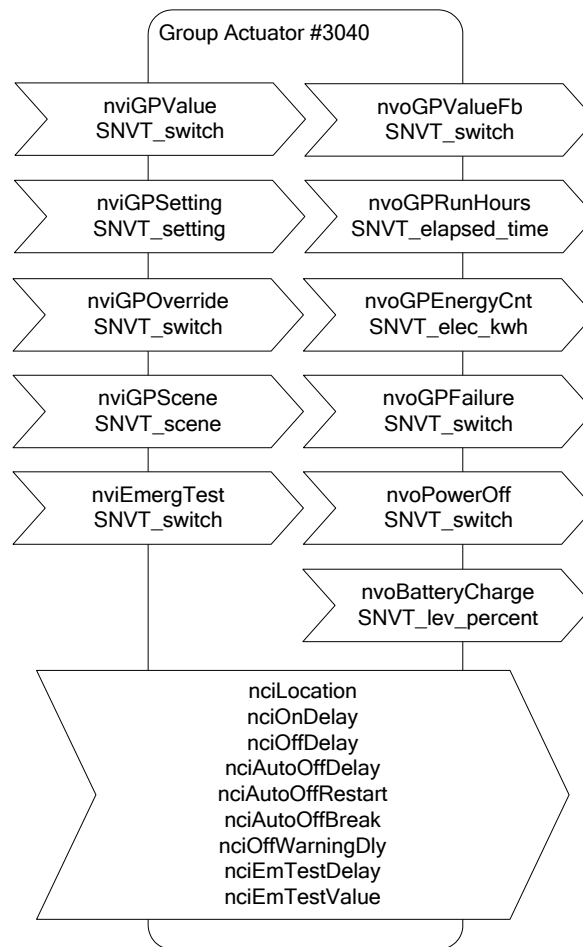 Group Actuator #3040
nviGPValue
SNVT_switch
nvoGPValueFb
SNVT_switch
nviGPSetting
SNVT_setting
nvoGPRunHours
SNVT_elapsed_time
nviGPOverride
SNVT_switch
nvoGPEnergyCnt
SNVT_elec_kwh
nviGPScene
SNVT_scene
nvoGPFailure
SNVT_switch
nviEmergTest
SNVT_switch
nvoPowerOff
SNVT_switch
nvoBatteryCharge
SNVT_lev_percent
nciLocation
nciOnDelay
nciOffDelay
nciAutoOffDelay
nciAutoOffRestart
nciAutoOffBreak
nciOffWarningDly
nciEmTestDelay
nciEmTestValue